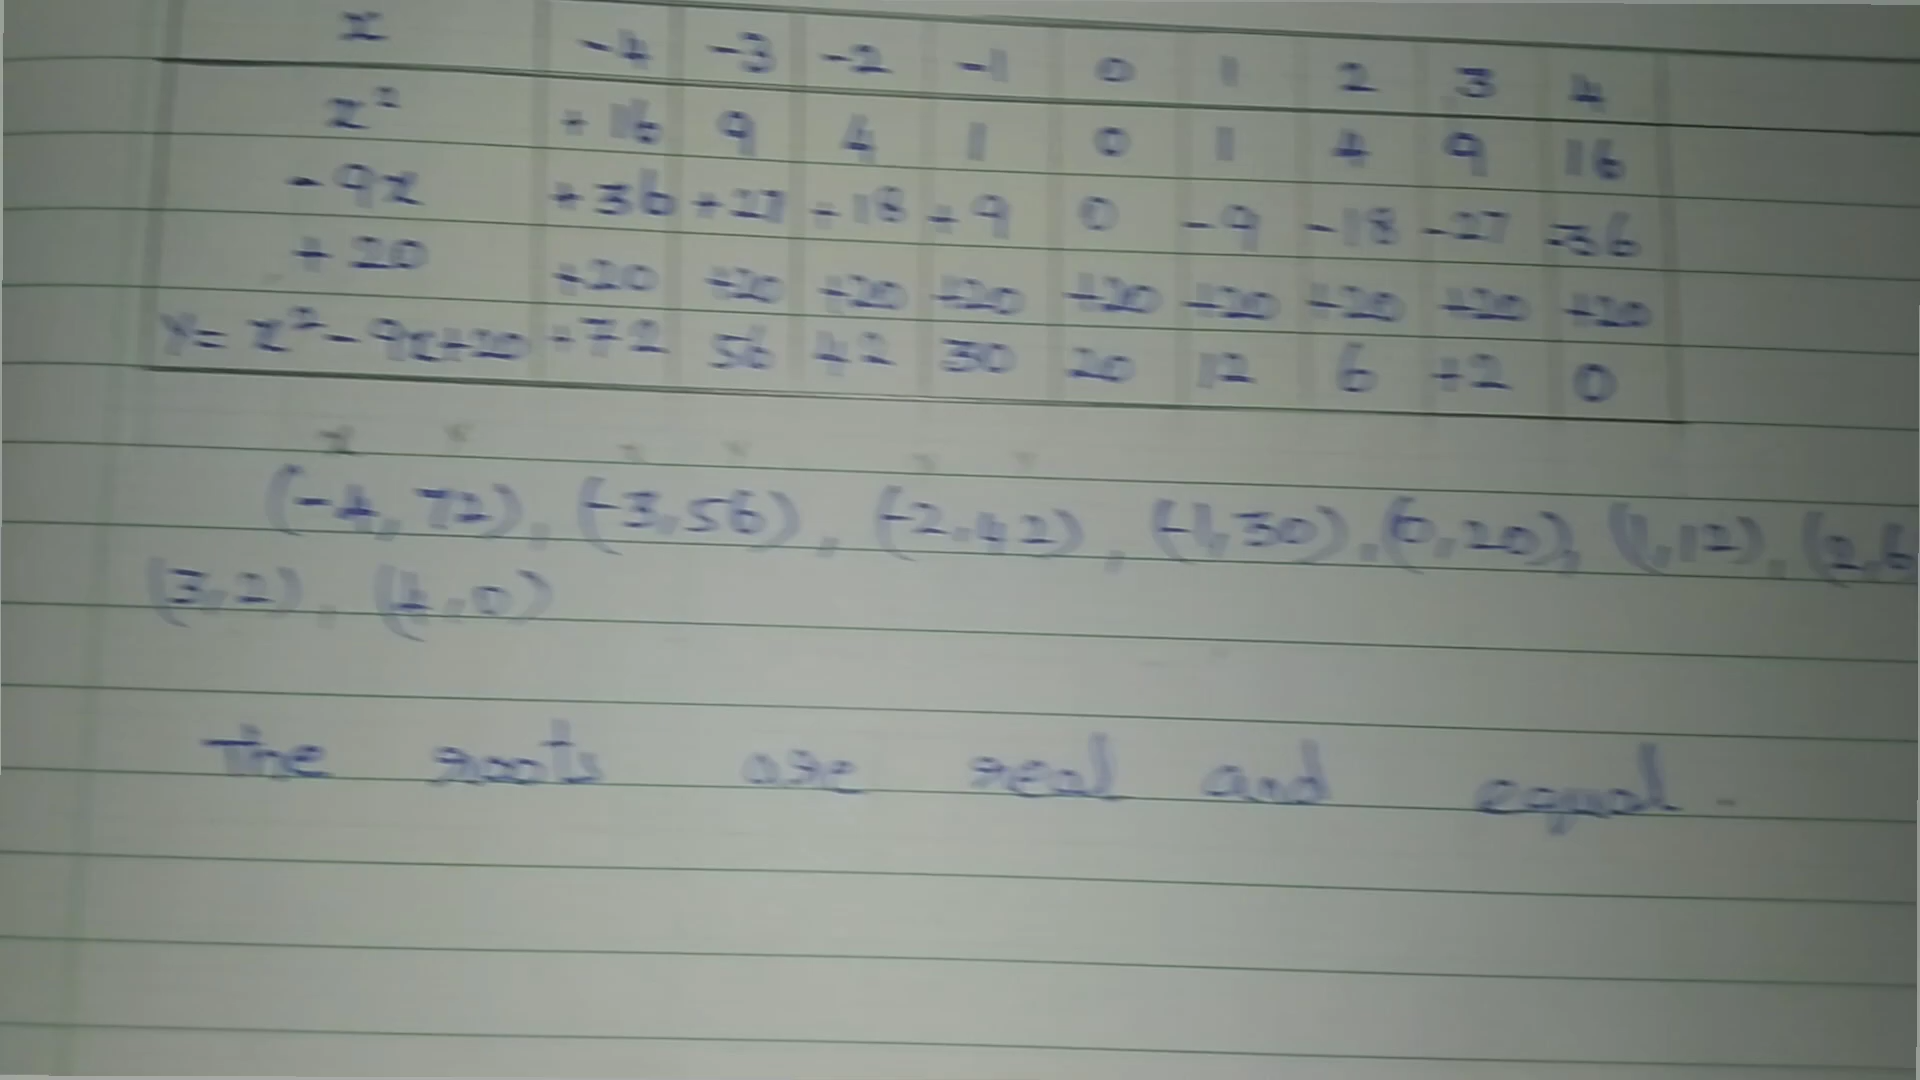 x -4 -3 -2 -1 0 1 2 3 4
x² +16 9 4 1 0 1 4 9 16
-9x +36 +27 +18 +9 0 -9 -18 -27 -36
+20 +20 +20 +20 +20 +20 +20 +20 +20 +20
y= x²-9x+20 +72 56 42 30 20 12 6 +2 0
(-4,72), (-3,56), (-2,42), (-1,30), (0,20), (1,12), (2,6
(3,2), (4,0)
The roots are real and equal.